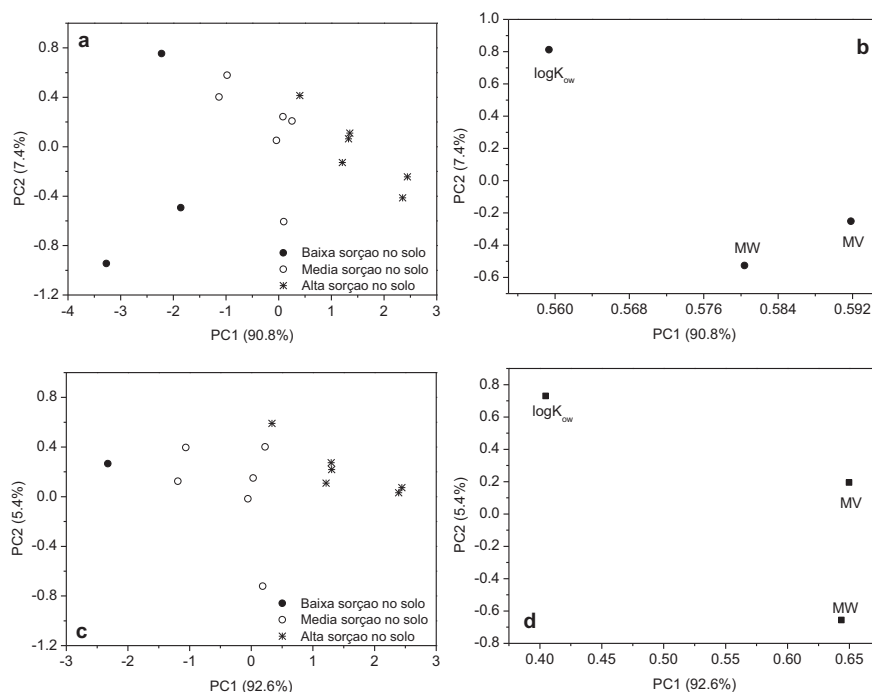 a
0.8
0.4
0.0
-0.4
-0.8
-1.2
PC2 (7.4%)
Baixa sorçao no solo
Media sorçao no solo
Alta sorçao no solo
-4 -3 -2 -1 0 1 2 3
PC1 (90.8%)
b
1.0
0.8
0.6
0.4
0.2
0.0
-0.2
-0.4
-0.6
PC2 (7.4%)
logKow
MW
MV
0.560 0.568 0.576 0.584 0.592
PC1 (90.8%)
0.8
0.4
0.0
-0.4
-0.8
-1.2
PC2 (5.4%)
c
Baixa sorçao no solo
Media sorçao no solo
Alta sorçao no solo
-3 -2 -1 0 1 2 3
PC1 (92.6%)
0.8
0.6
0.4
0.2
0.0
-0.2
-0.4
-0.6
-0.8
PC2 (5.4%)
logKow
MV
MW
d
0.40 0.45 0.50 0.55 0.60 0.65
PC1 (92.6%)